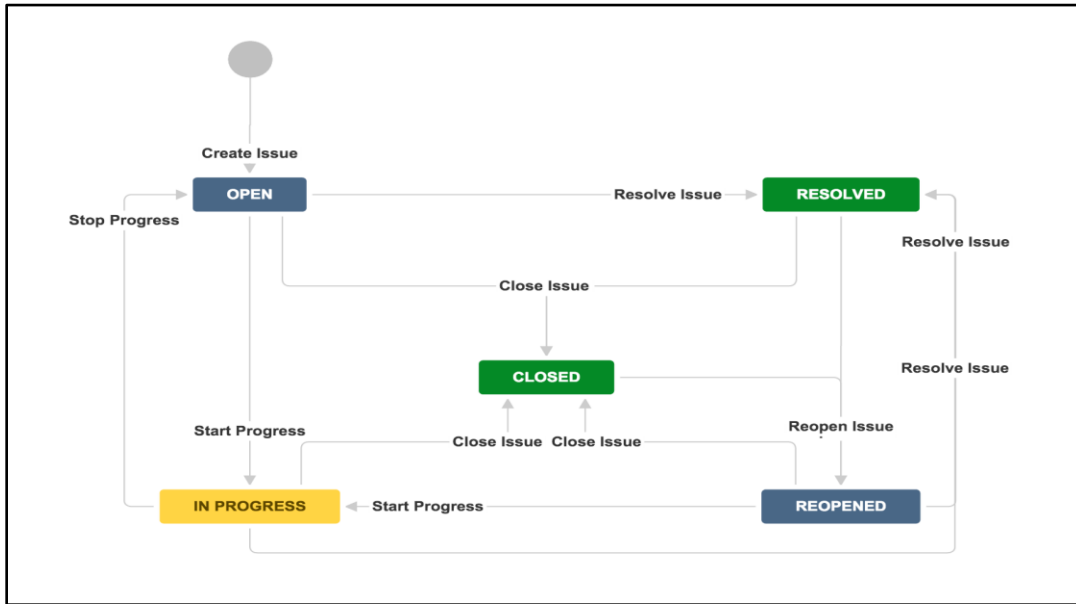 Create Issue
OPEN
Resolve Issue
RESOLVED
Stop Progress
Resolve Issue
Close Issue
CLOSED
Resolve Issue
Start Progress
Close Issue
Close Issue
Reopen Issue
IN PROGRESS
Start Progress
REOPENED